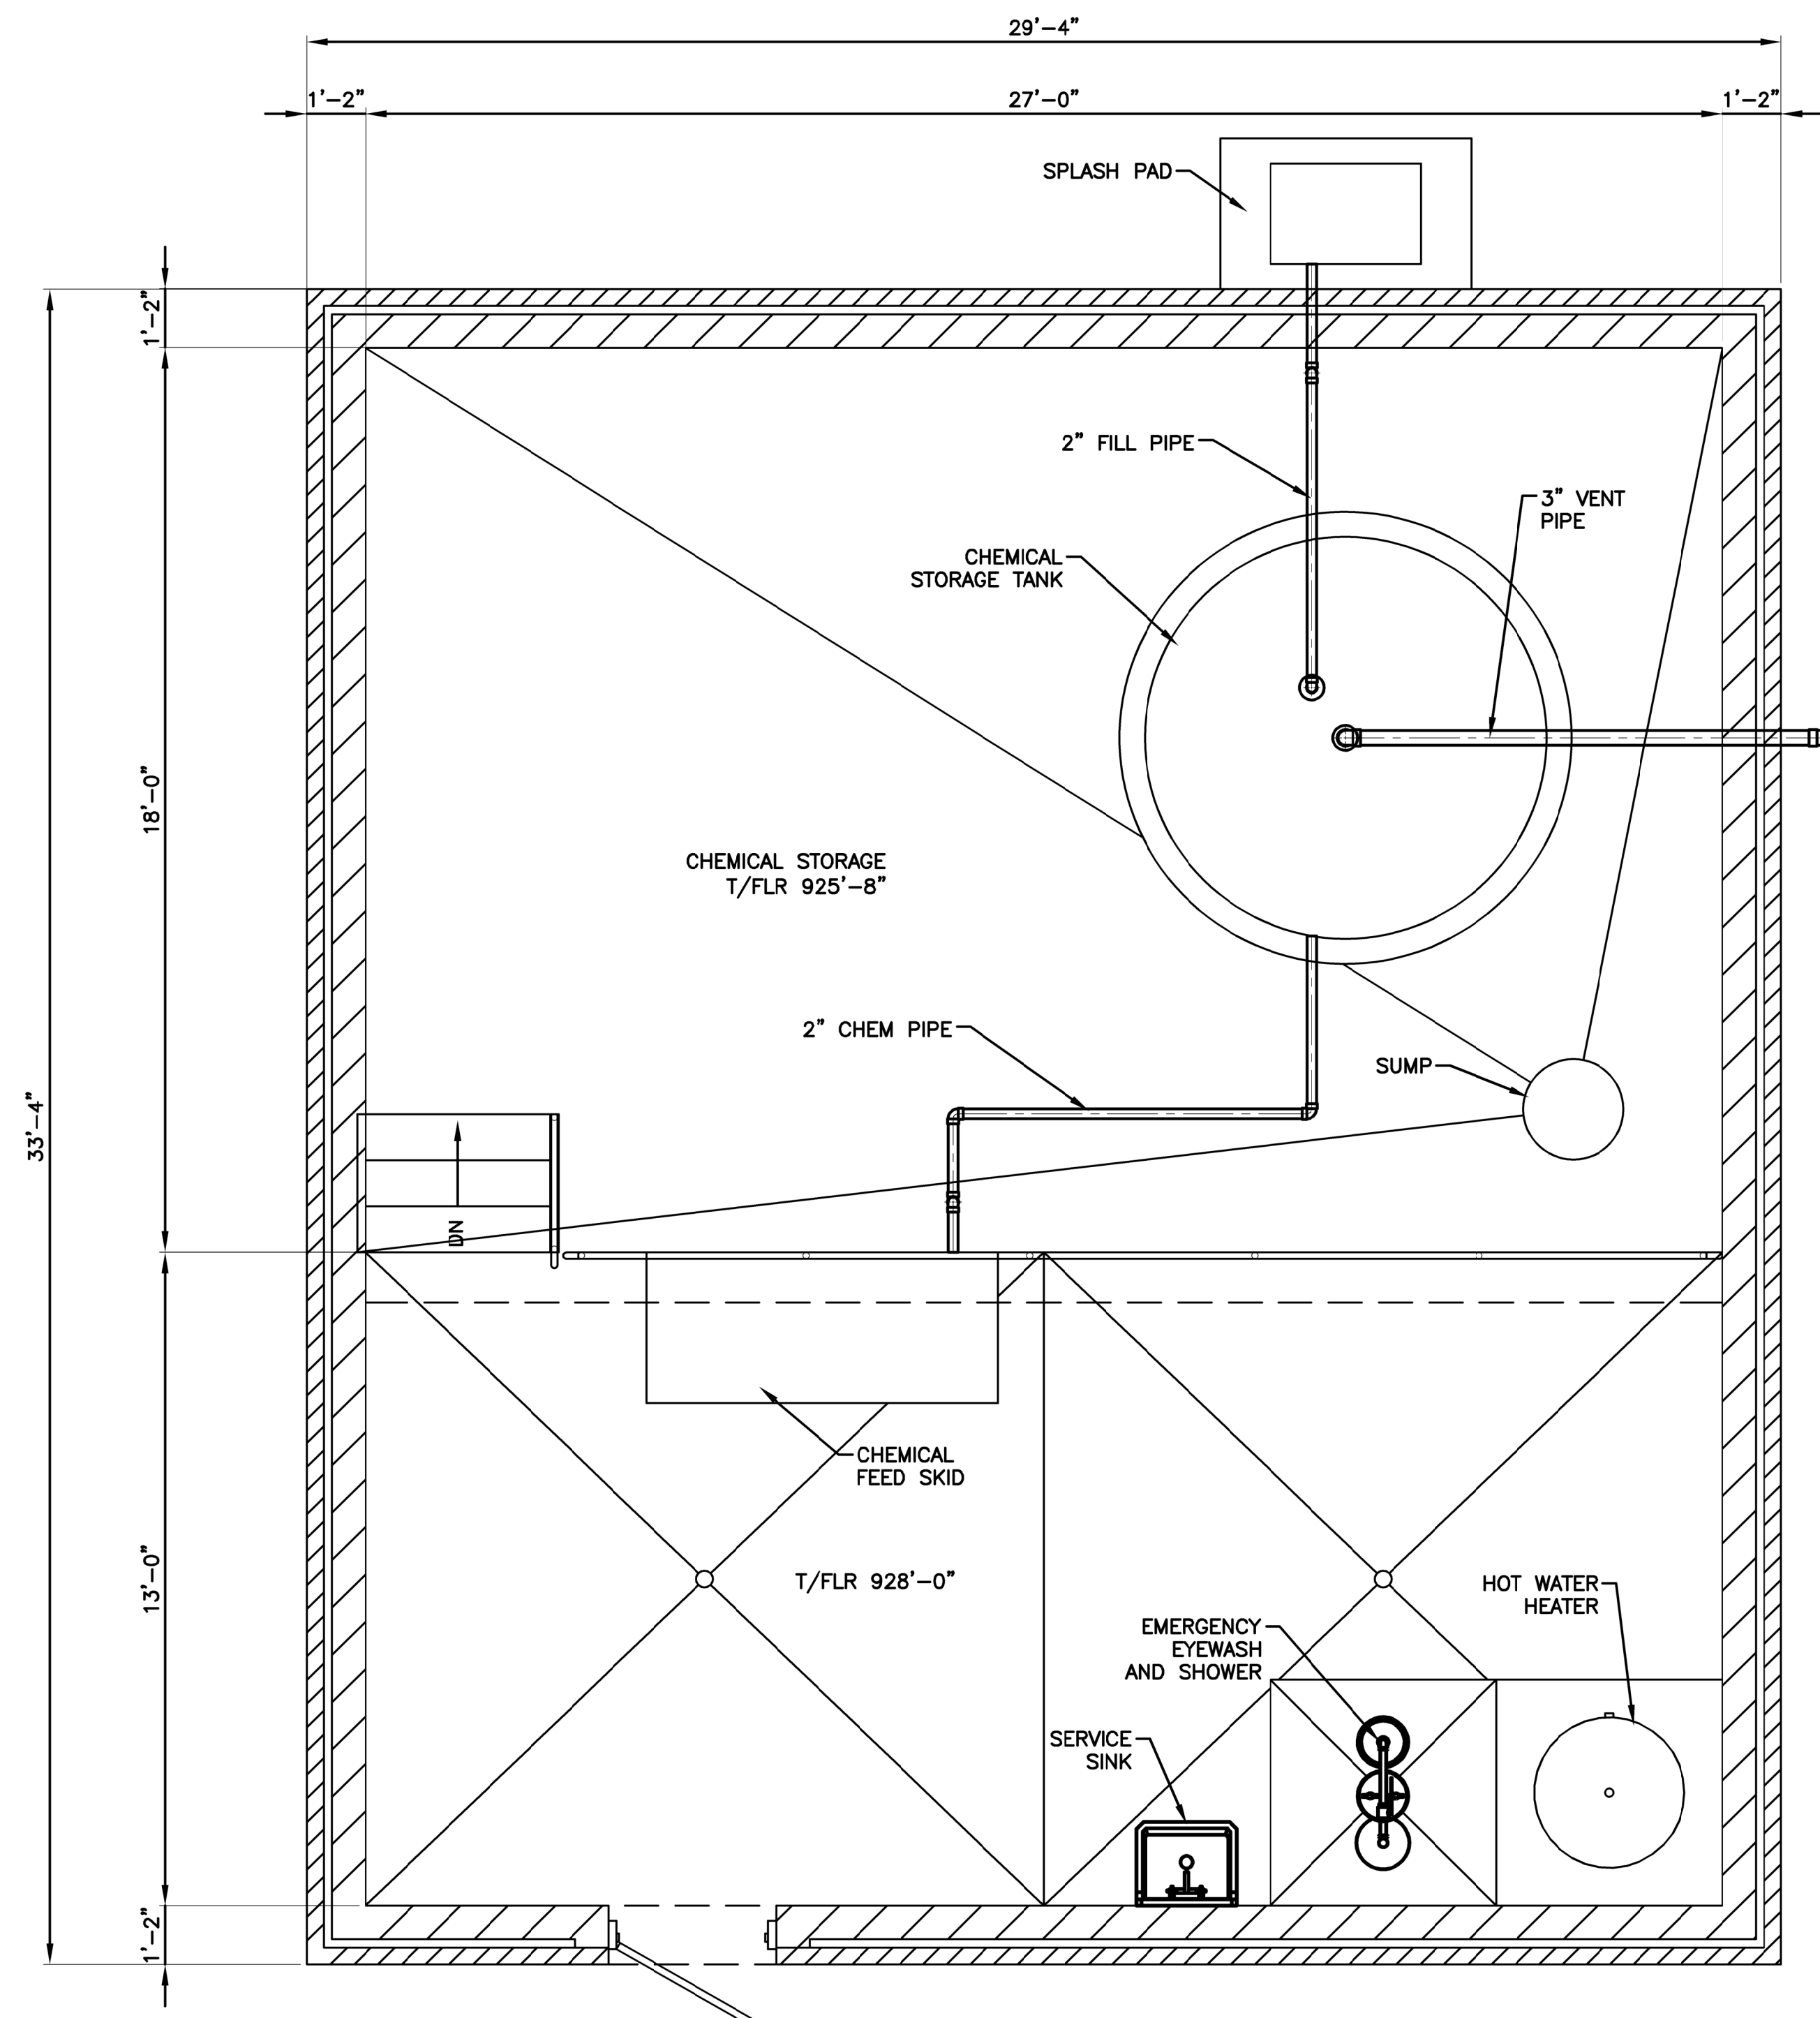 29'-4"
1'-2"
27'-0"
1'-2"
SPLASH PAD
1'-2"
2" FILL PIPE
3" VENT
PIPE
CHEMICAL
STORAGE TANK
18'-0"
CHEMICAL STORAGE
T/FLR 925'-8"
2" CHEM PIPE
SUMP
33'-4"
DN
CHEMICAL
FEED SKID
13'-0"
T/FLR 928'-0"
HOT WATER
HEATER
EMERGENCY
EYEWASH
AND SHOWER
SERVICE
SINK
1'-2"